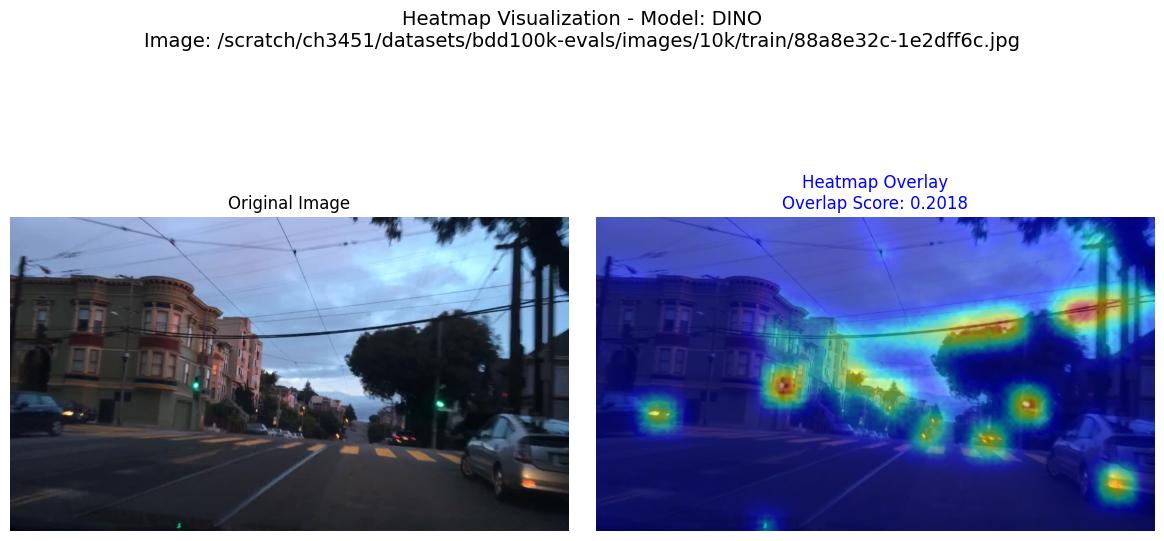 Heatmap Visualization - Model: DINO
Image: /scratch/ch3451/datasets/bdd100k-evals/images/10k/train/88a8e32c-1e2dff6c.jpg
Original Image
Heatmap Overlay
Overlap Score: 0.2018